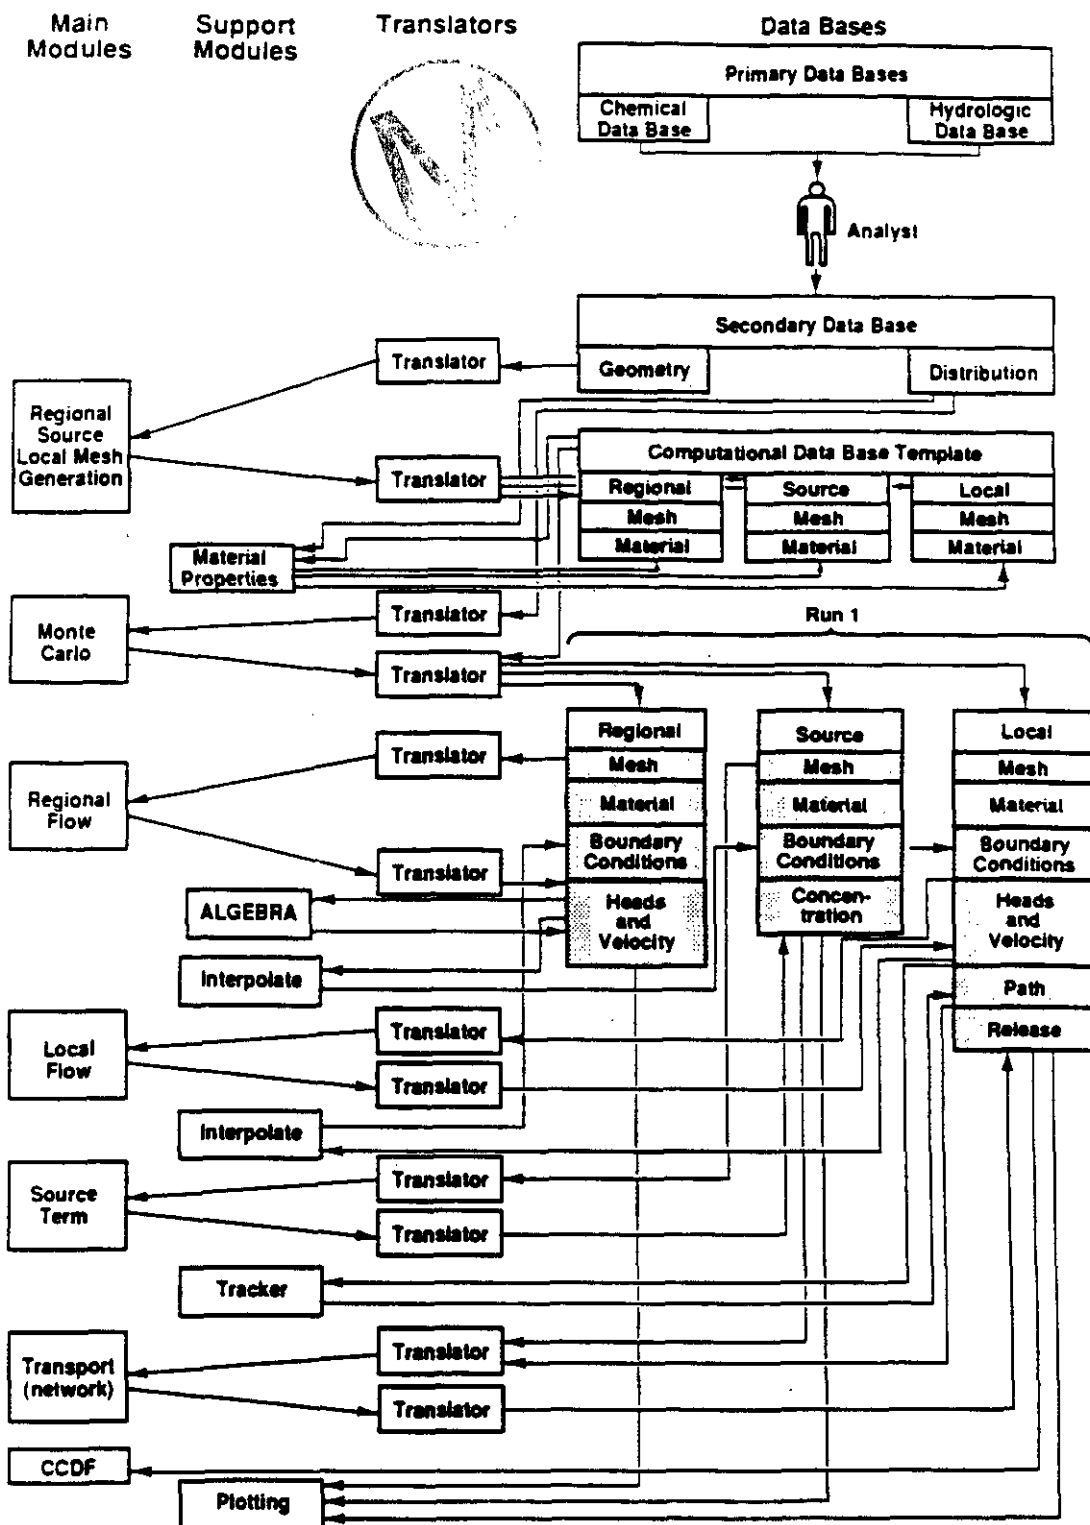 Main
Modules
Support
Modules
Translators
Data Bases
Primary Data Bases
Chemical
Data Base
Hydrologic
Data Base
Analyst
Secondary Data Base
Geometry
Distribution
Translator
Regional
Source
Local Mesh
Generation
Translator
Computational Data Base Template
Regional
Mesh
Material
Source
Mesh
Material
Local
Mesh
Material
Material
Properties
Monte
Carlo
Translator
Translator
Run 1
Regional
Mesh
Material
Boundary
Conditions
Heads
and
Velocity
Source
Mesh
Material
Boundary
Conditions
Concen-
tration
Local
Mesh
Material
Boundary
Conditions
Heads
and
Velocity
Path
Release
Regional
Flow
Translator
Translator
ALGEBRA
Interpolate
Local
Flow
Translator
Translator
Interpolate
Source
Term
Translator
Translator
Tracker
Transport
(network)
Translator
Translator
CCDF
Plotting